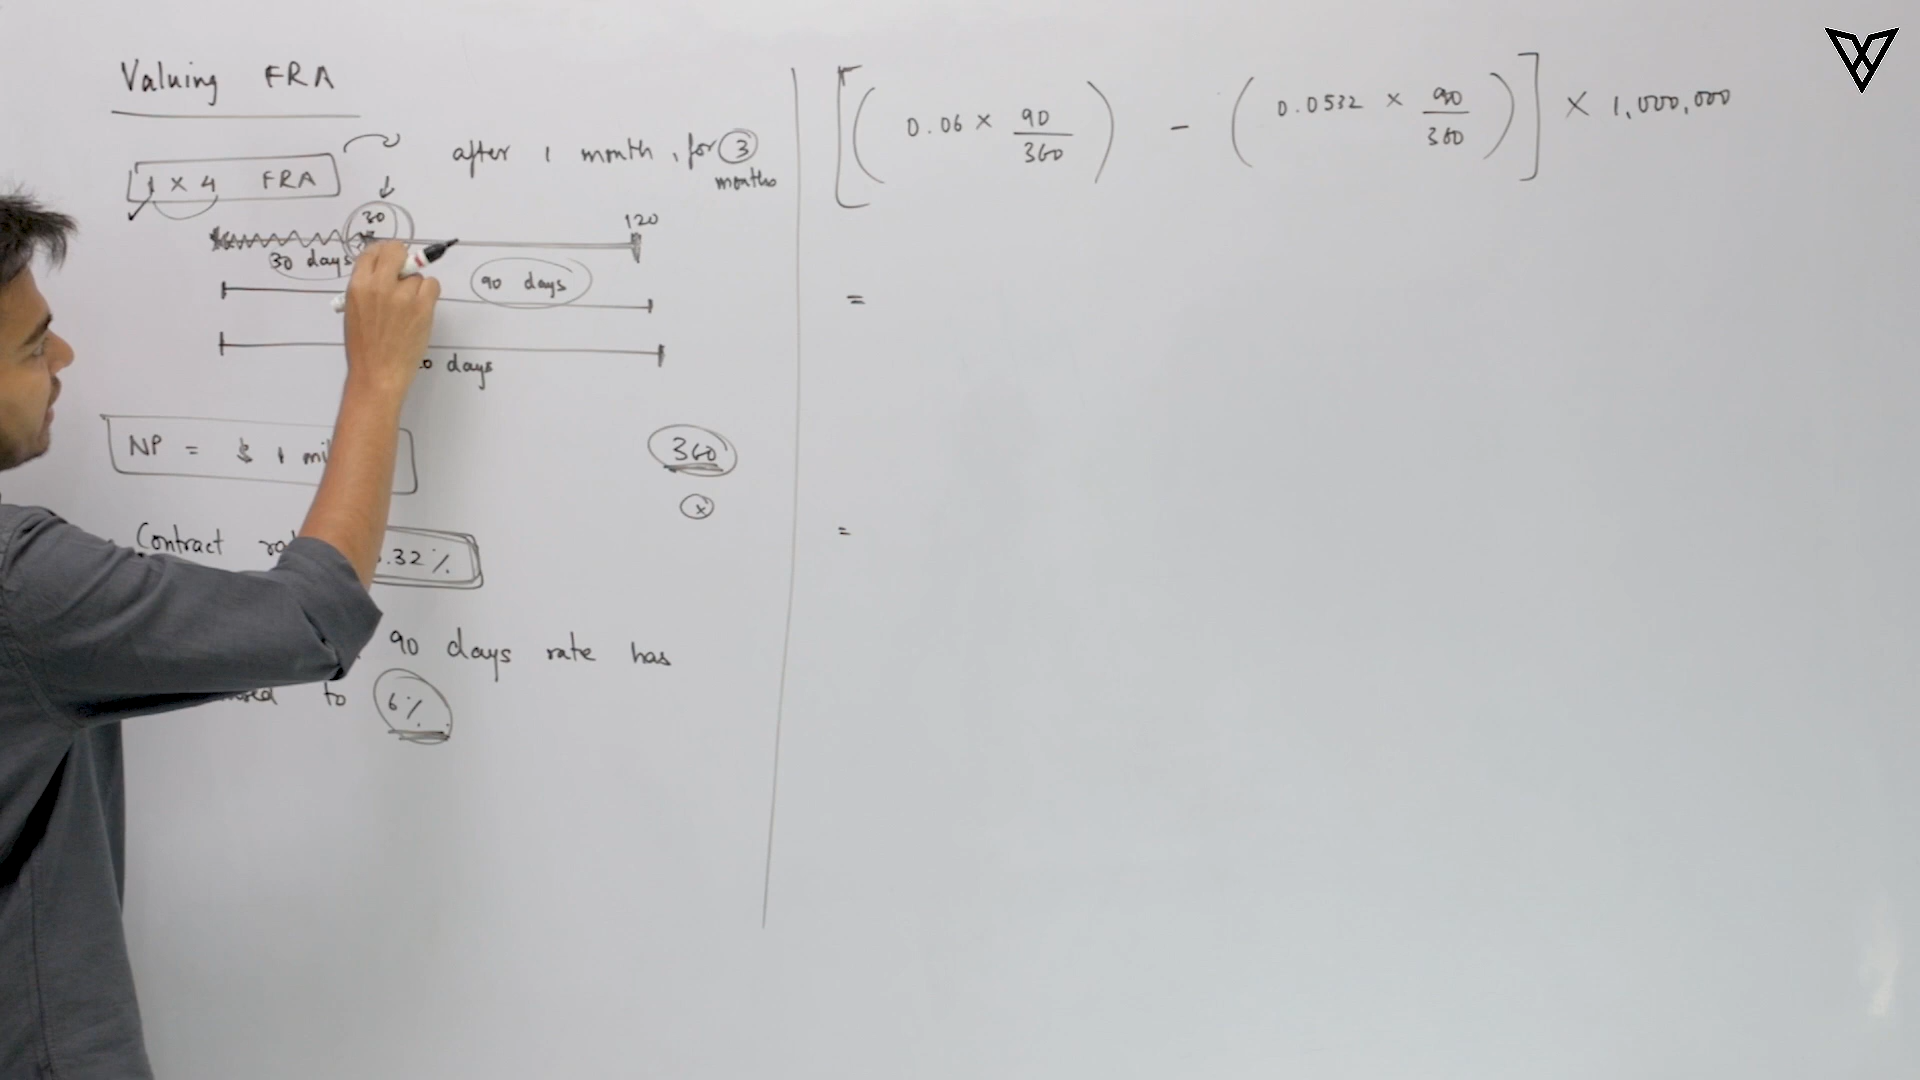 Valuing FRA
1 X 4 FRA
after 1 month, for 3
months
30
120
30 days
90 days
days
NP = $ 1
360
x
Contract
.32%
90 days rate has
to 6%
[(0.06 × 90/360) - (0.0532 × 90/360)] × 1,000,000
=
=